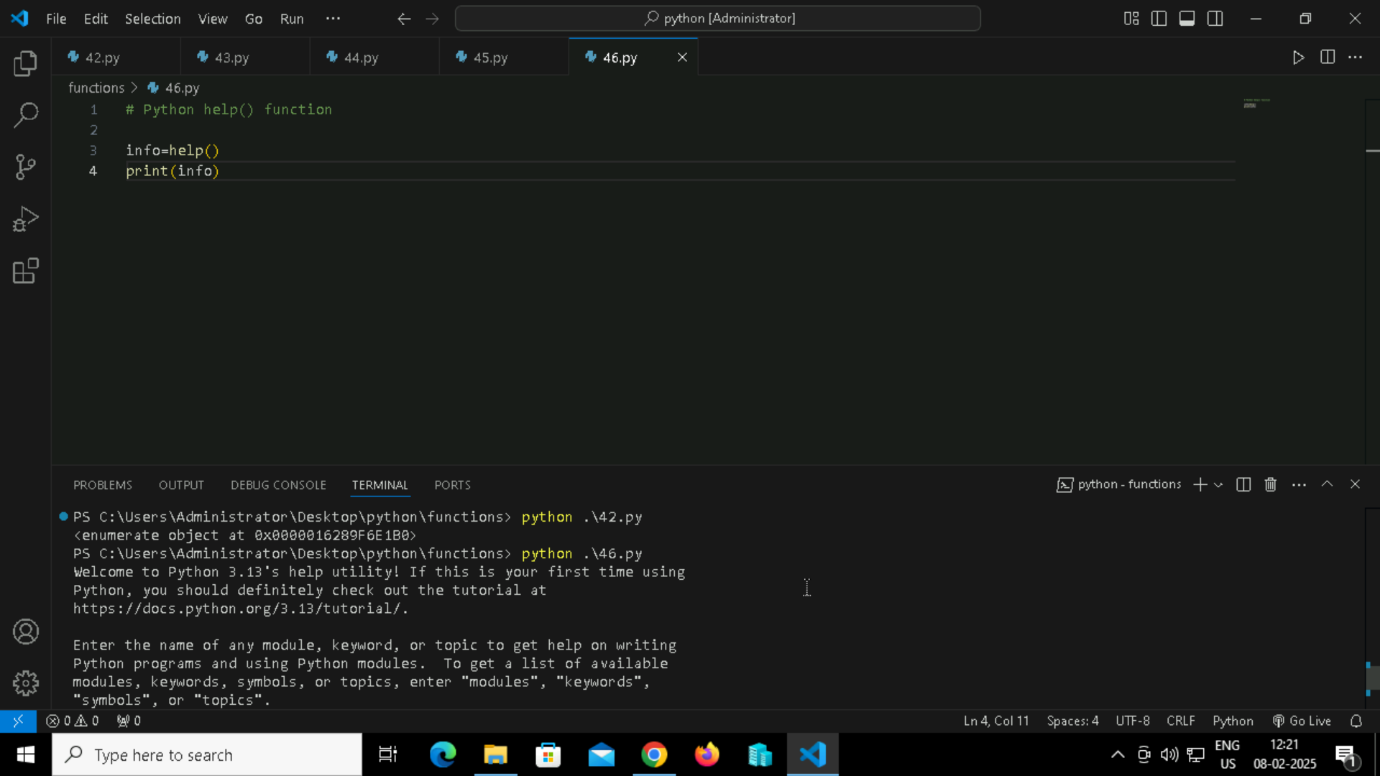 File Edit Selection View Go Run ··· python [Administrator]
42.py 43.py 44.py 45.py 46.py
functions > 46.py
1 # Python help() function
2
3 info=help()
4 print(info)
PROBLEMS OUTPUT DEBUG CONSOLE TERMINAL PORTS python - functions
PS C:\Users\Administrator\Desktop\python\functions> python .\42.py
<enumerate object at 0x0000016289F6E1B0>
PS C:\Users\Administrator\Desktop\python\functions> python .\46.py
Welcome to Python 3.13's help utility! If this is your first time using
Python, you should definitely check out the tutorial at
https://docs.python.org/3.13/tutorial/.
Enter the name of any module, keyword, or topic to get help on writing
Python programs and using Python modules.  To get a list of available
modules, keywords, symbols, or topics, enter "modules", "keywords",
"symbols", or "topics".
0 0 0 Ln 4, Col 11 Spaces: 4 UTF-8 CRLF Python Go Live
Type here to search ENG US 12:21 08-02-2025 1